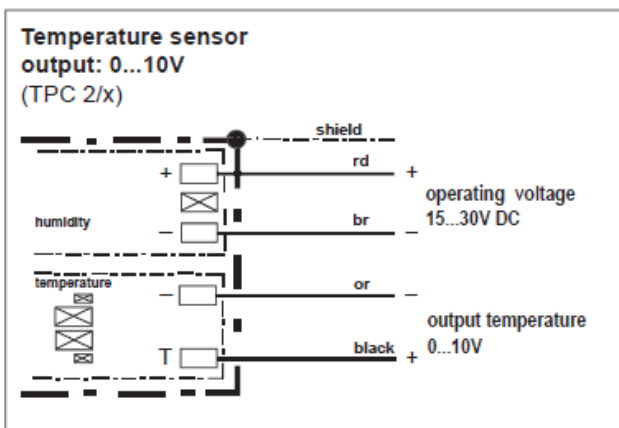 Temperature sensor
output: 0...10V
(TPC 2/x)
shield
+ rd +
operating voltage
15...30V DC
humidity
– br –
temperature
– or –
output temperature
0...10V
T black +